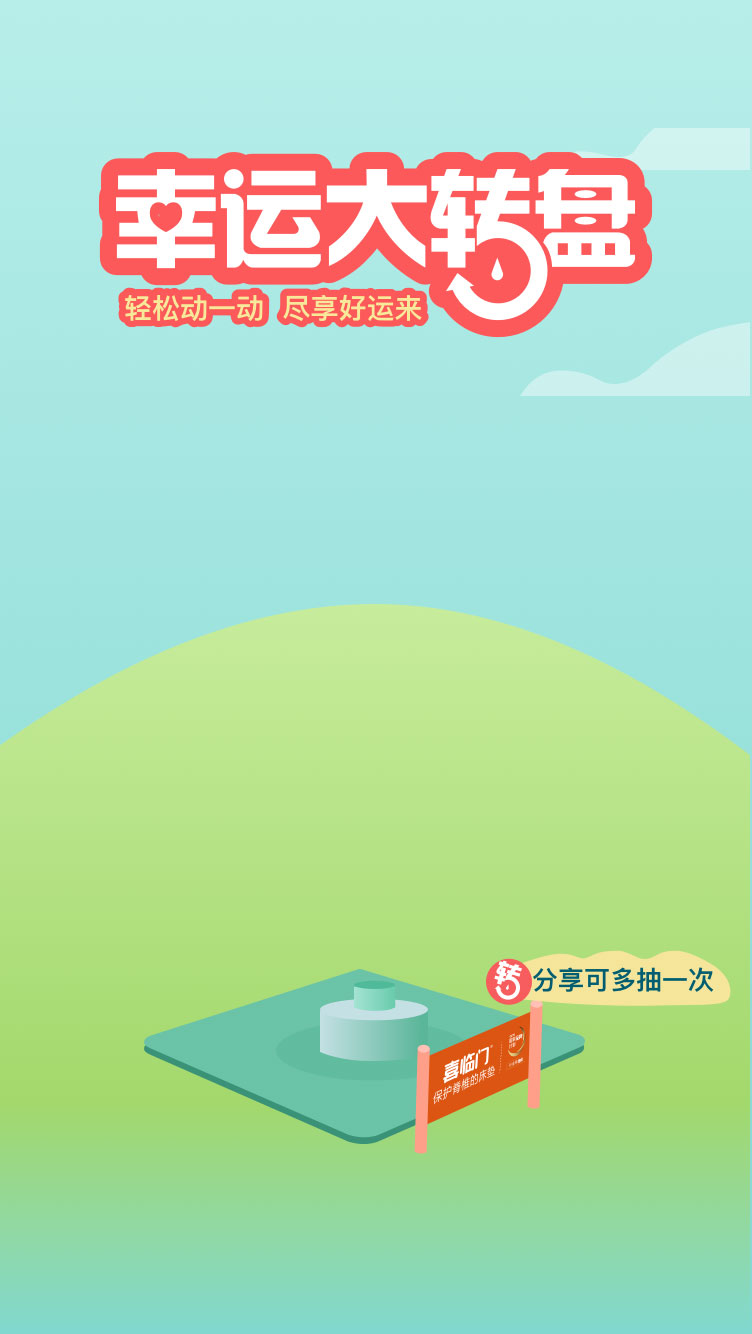 幸运大转盘
轻松动一动 尽享好运来
转
分享可多抽一次
喜临门
保护脊椎的床垫